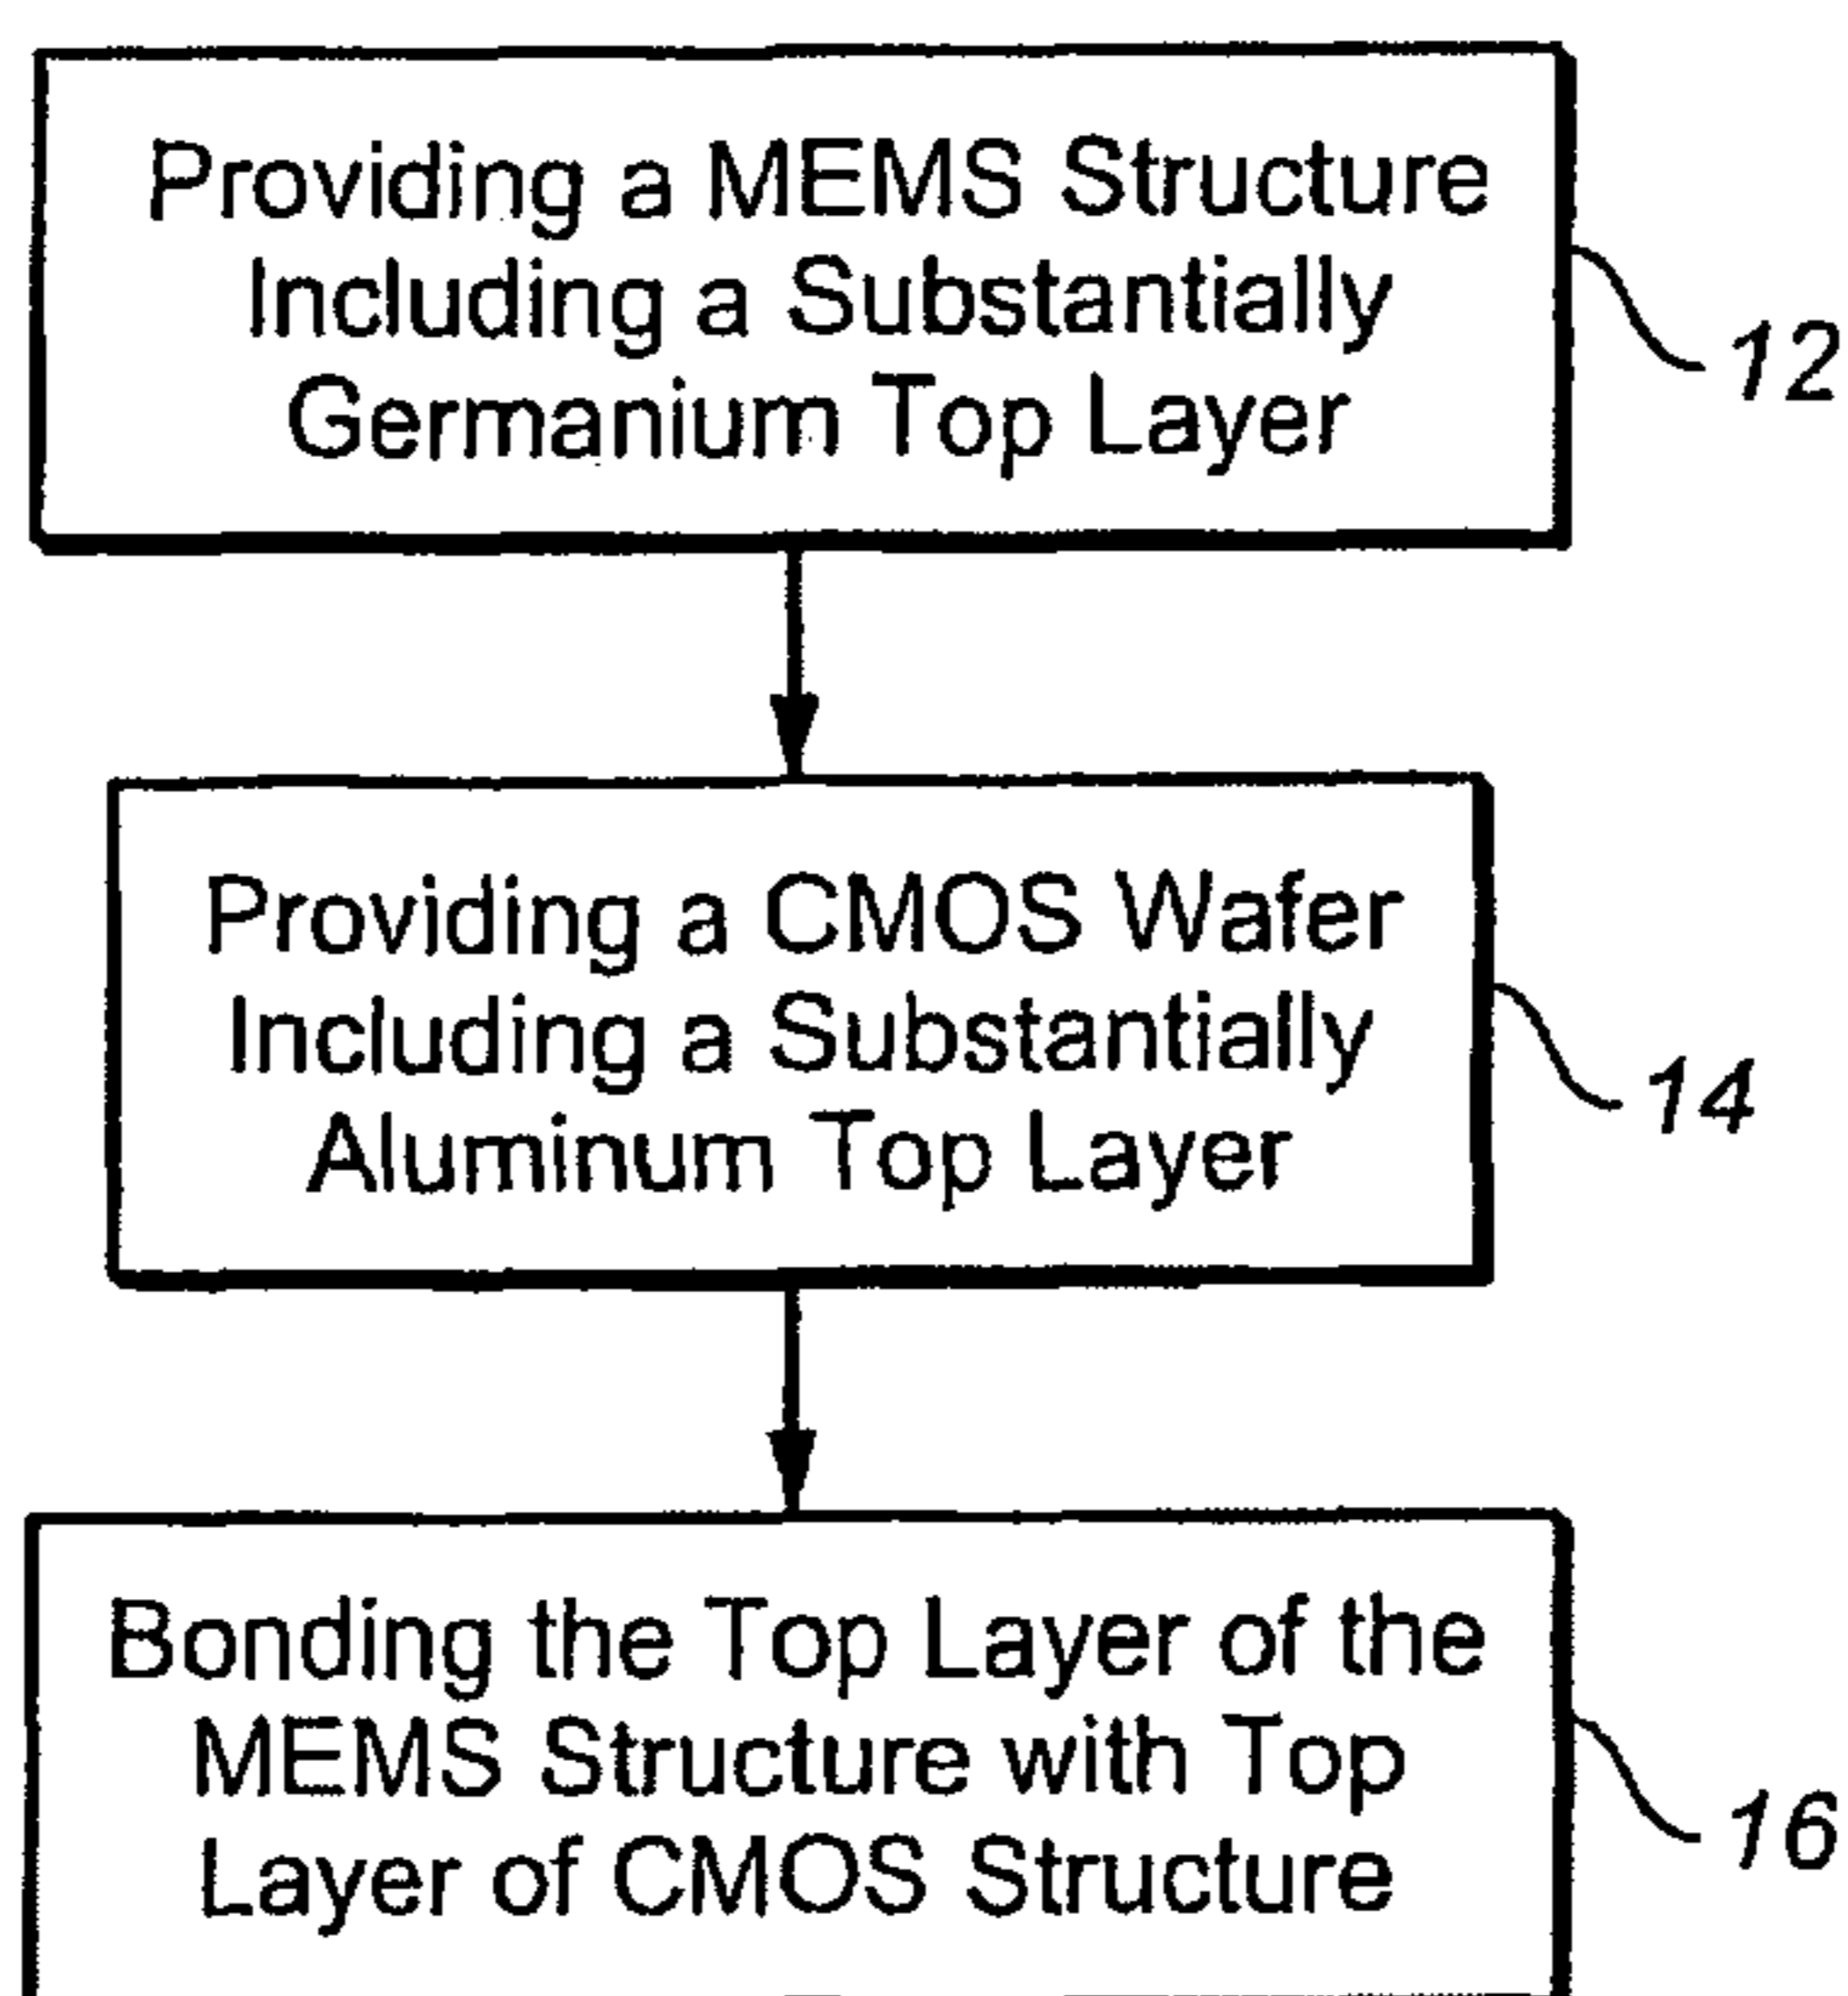 Providing a MEMS Structure
Including a Substantially
Germanium Top Layer
12
Providing a CMOS Wafer
Including a Substantially
Aluminum Top Layer
14
Bonding the Top Layer of the
MEMS Structure with Top
Layer of CMOS Structure
16